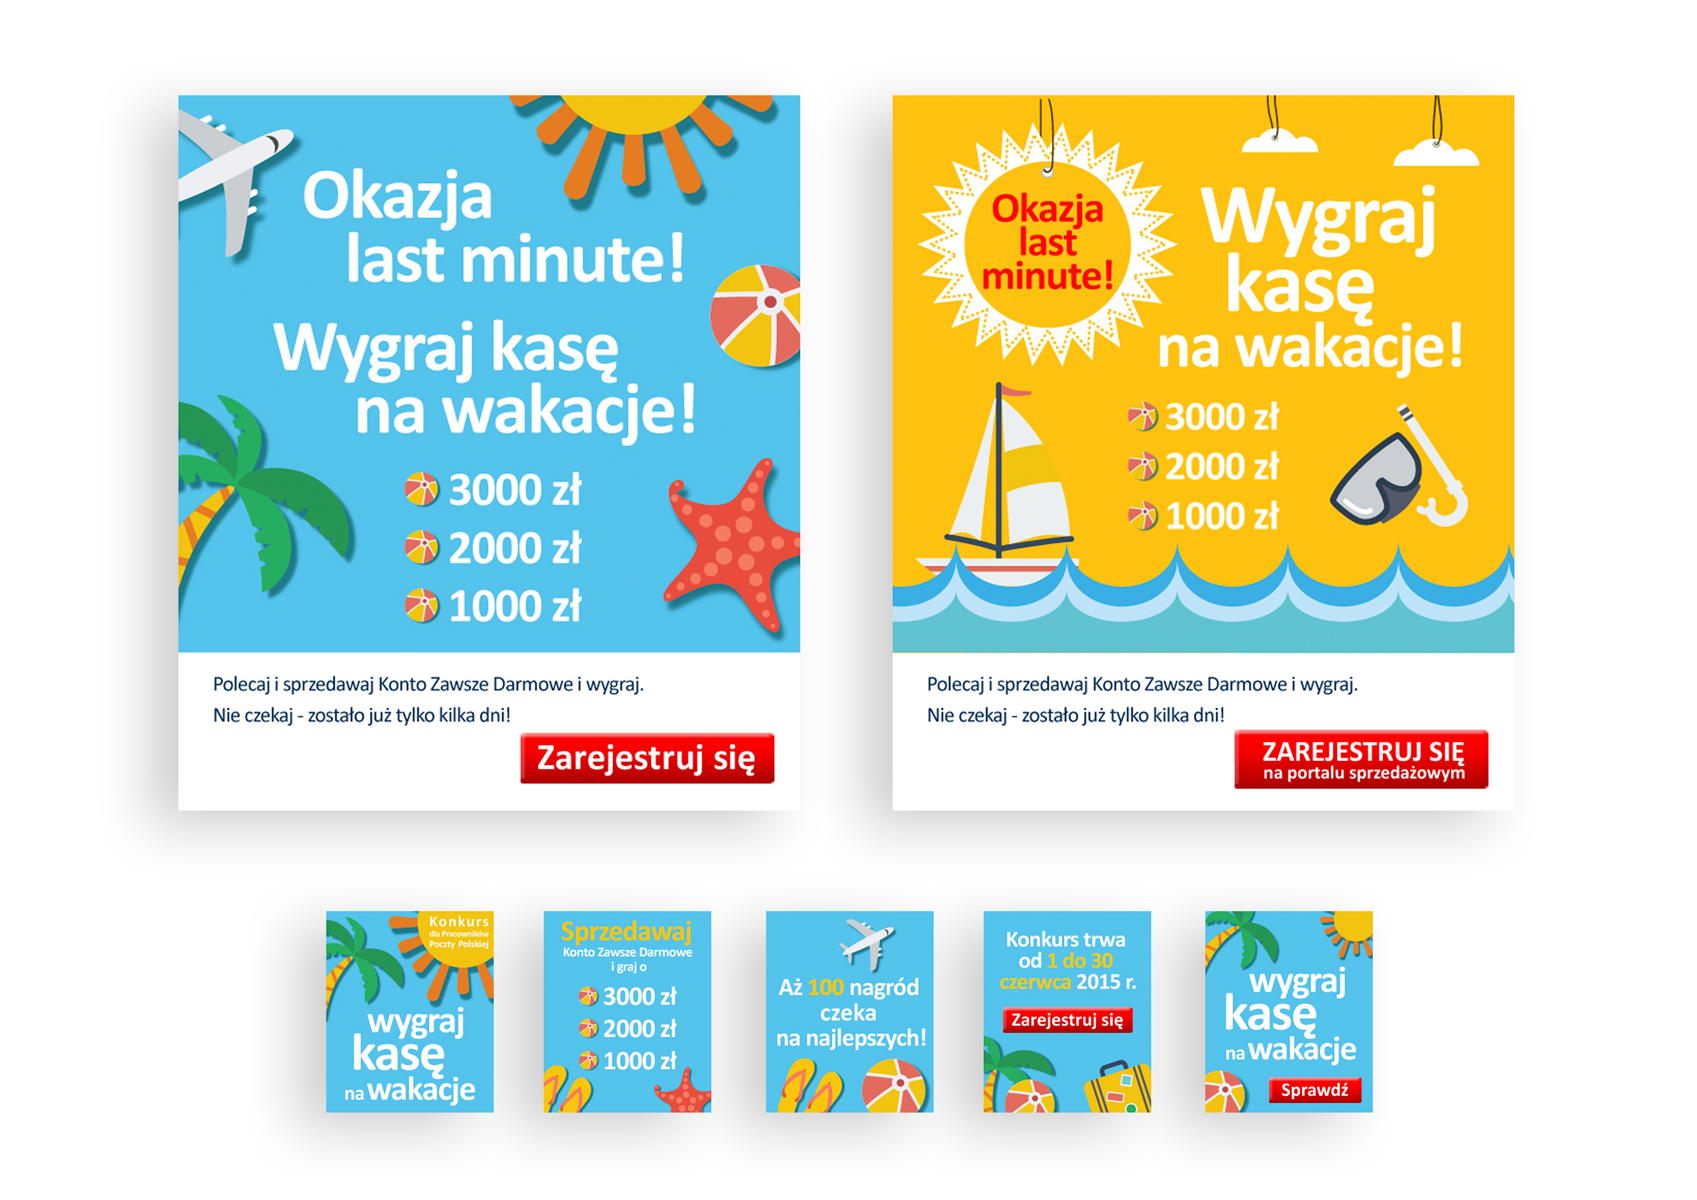 Okazja
last minute!
Wygraj kasę
na wakacje!
3000 zł
2000 zł
1000 zł
Polecaj i sprzedawaj Konto Zawsze Darmowe i wygraj.
Nie czekaj - zostało już tylko kilka dni!
Zarejestruj się
Okazja
last
minute!
Wygraj
kasę
na wakacje!
3000 zł
2000 zł
1000 zł
Polecaj i sprzedawaj Konto Zawsze Darmowe i wygraj.
Nie czekaj - zostało już tylko kilka dni!
ZAREJESTRUJ SIĘ
na portalu sprzedażowym
Konkurs
dla Pracowników
Poczty Polskiej
wygraj
kasę
na wakacje
Sprzedawaj
Konto Zawsze Darmowe
i graj o
3000 zł
2000 zł
1000 zł
Aż 100 nagród
czeka
na najlepszych!
Konkurs trwa
od 1 do 30
czerwca 2015 r.
Zarejestruj się
wygraj
kasę
na wakacje
Sprawdź